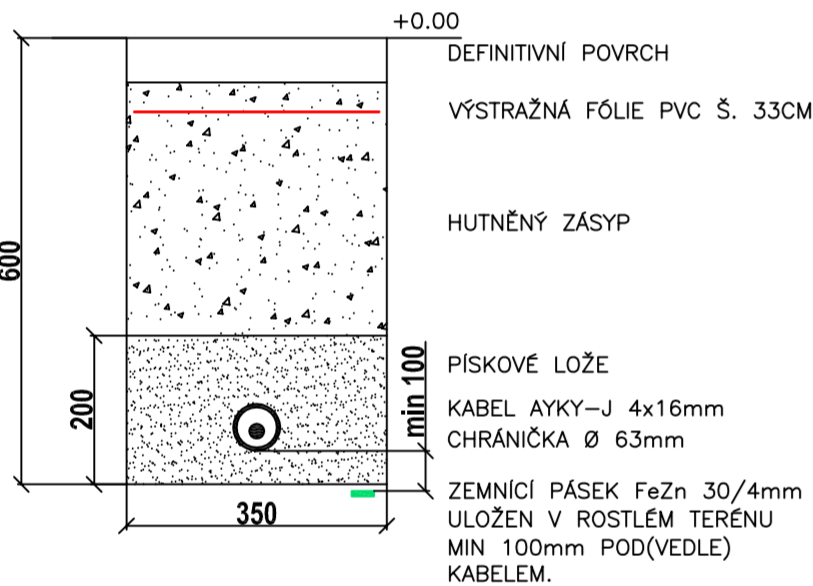 +0.00
DEFINITIVNÍ POVRCH
VÝSTRAŽNÁ FÓLIE PVC Š. 33CM
HUTNĚNÝ ZÁSYP
600
PÍSKOVÉ LOŽE
200
min 100
KABEL AYKY-J 4x16mm
CHRÁNIČKA Ø 63mm
350
ZEMNÍCÍ PÁSEK FeZn 30/4mm
ULOŽEN V ROSTLÉM TERÉNU
MIN 100mm POD(VEDLE)
KABELEM.